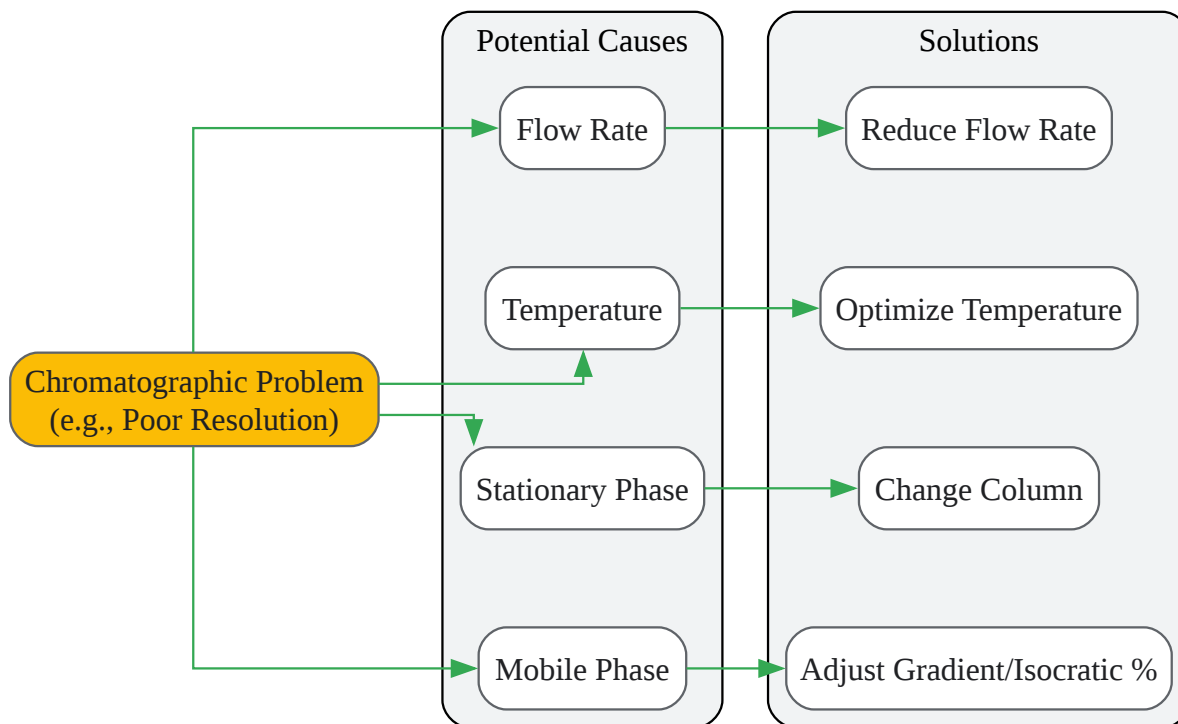 Potential Causes
Solutions
Flow Rate
Reduce Flow Rate
Temperature
Optimize Temperature
Chromatographic Problem
(e.g., Poor Resolution)
Stationary Phase
Change Column
Mobile Phase
Adjust Gradient/Isocratic %